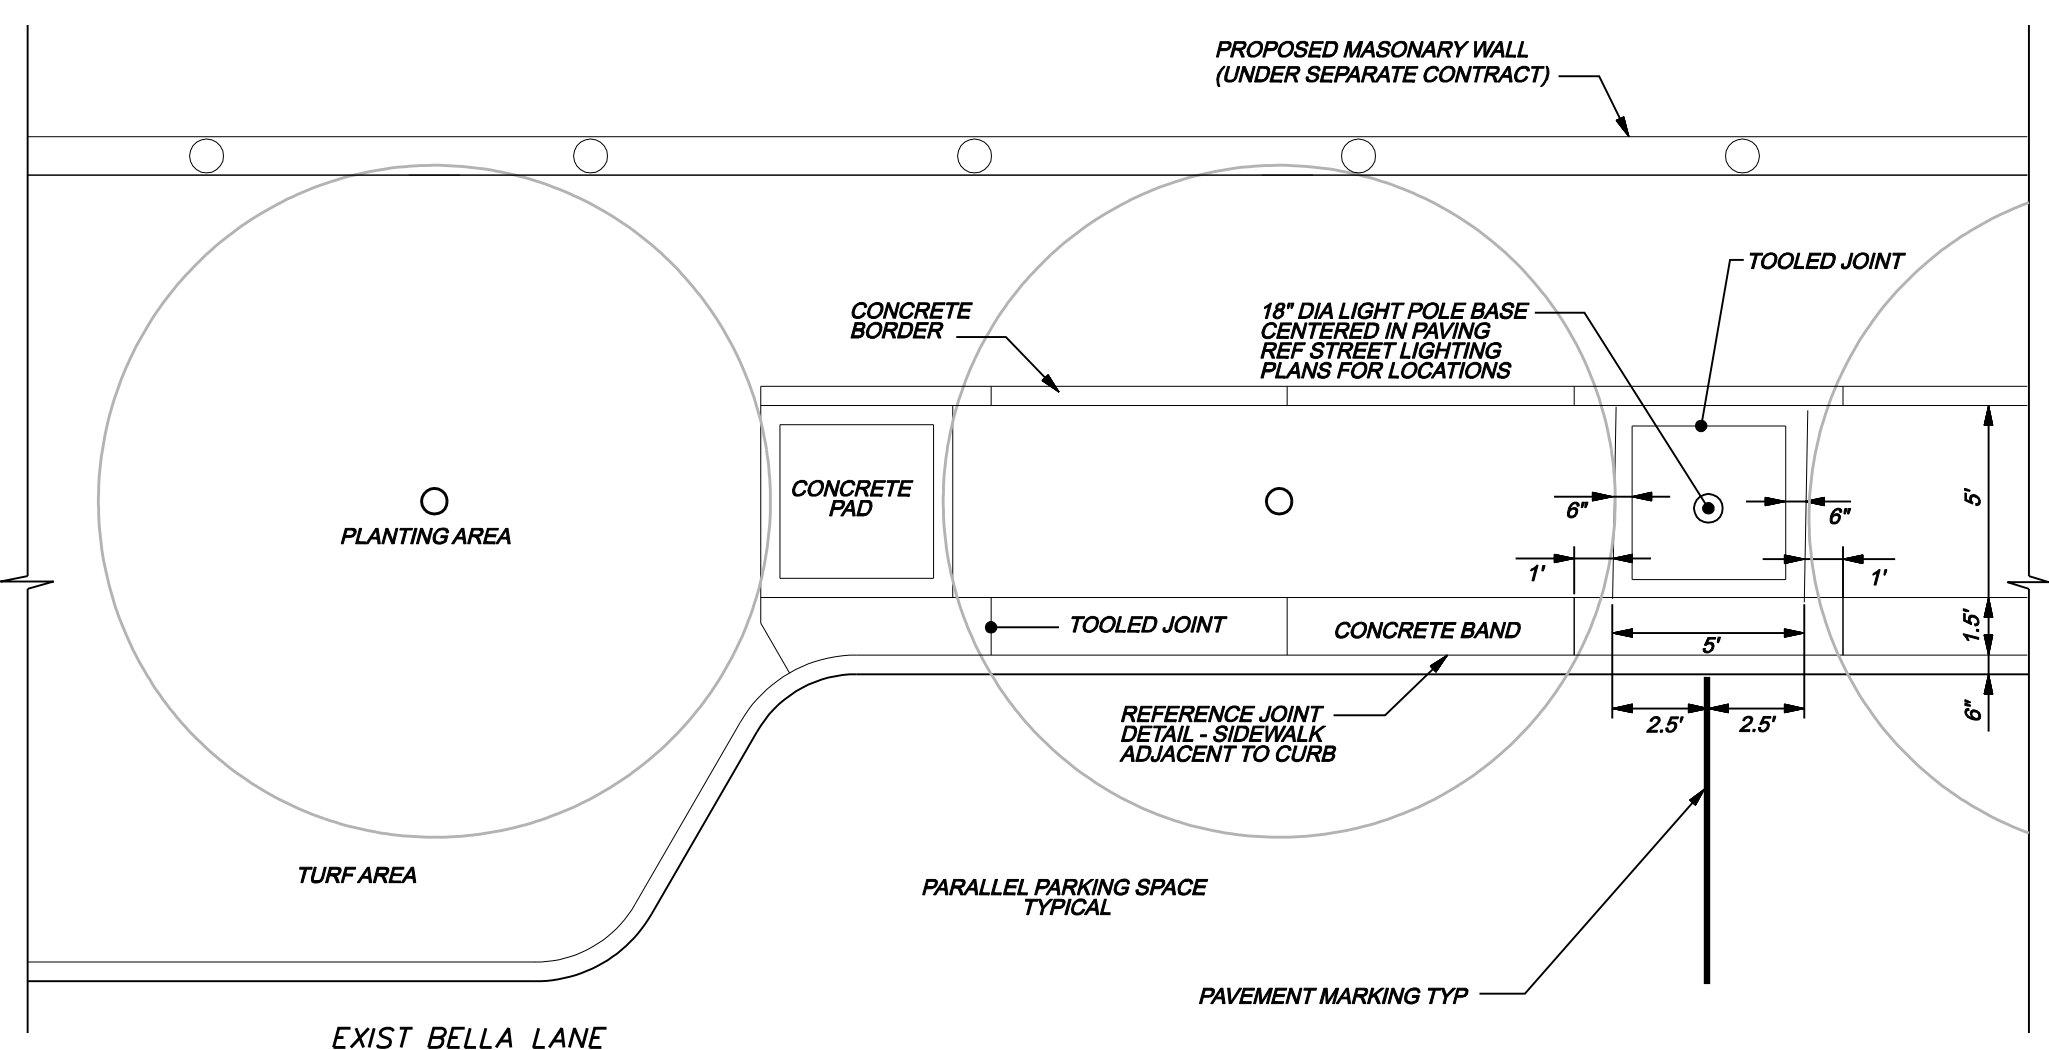 PROPOSED MASONARY WALL
(UNDER SEPARATE CONTRACT)
TOOLED JOINT
CONCRETE
BORDER
18" DIA LIGHT POLE BASE
CENTERED IN PAVING
REF STREET LIGHTING
PLANS FOR LOCATIONS
CONCRETE
PAD
PLANTING AREA
6"
6"
5'
1'
1'
TOOLED JOINT
CONCRETE BAND
1.5'
5'
REFERENCE JOINT
DETAIL - SIDEWALK
ADJACENT TO CURB
2.5'
2.5'
6"
TURF AREA
PARALLEL PARKING SPACE
TYPICAL
PAVEMENT MARKING TYP
EXIST BELLA LANE